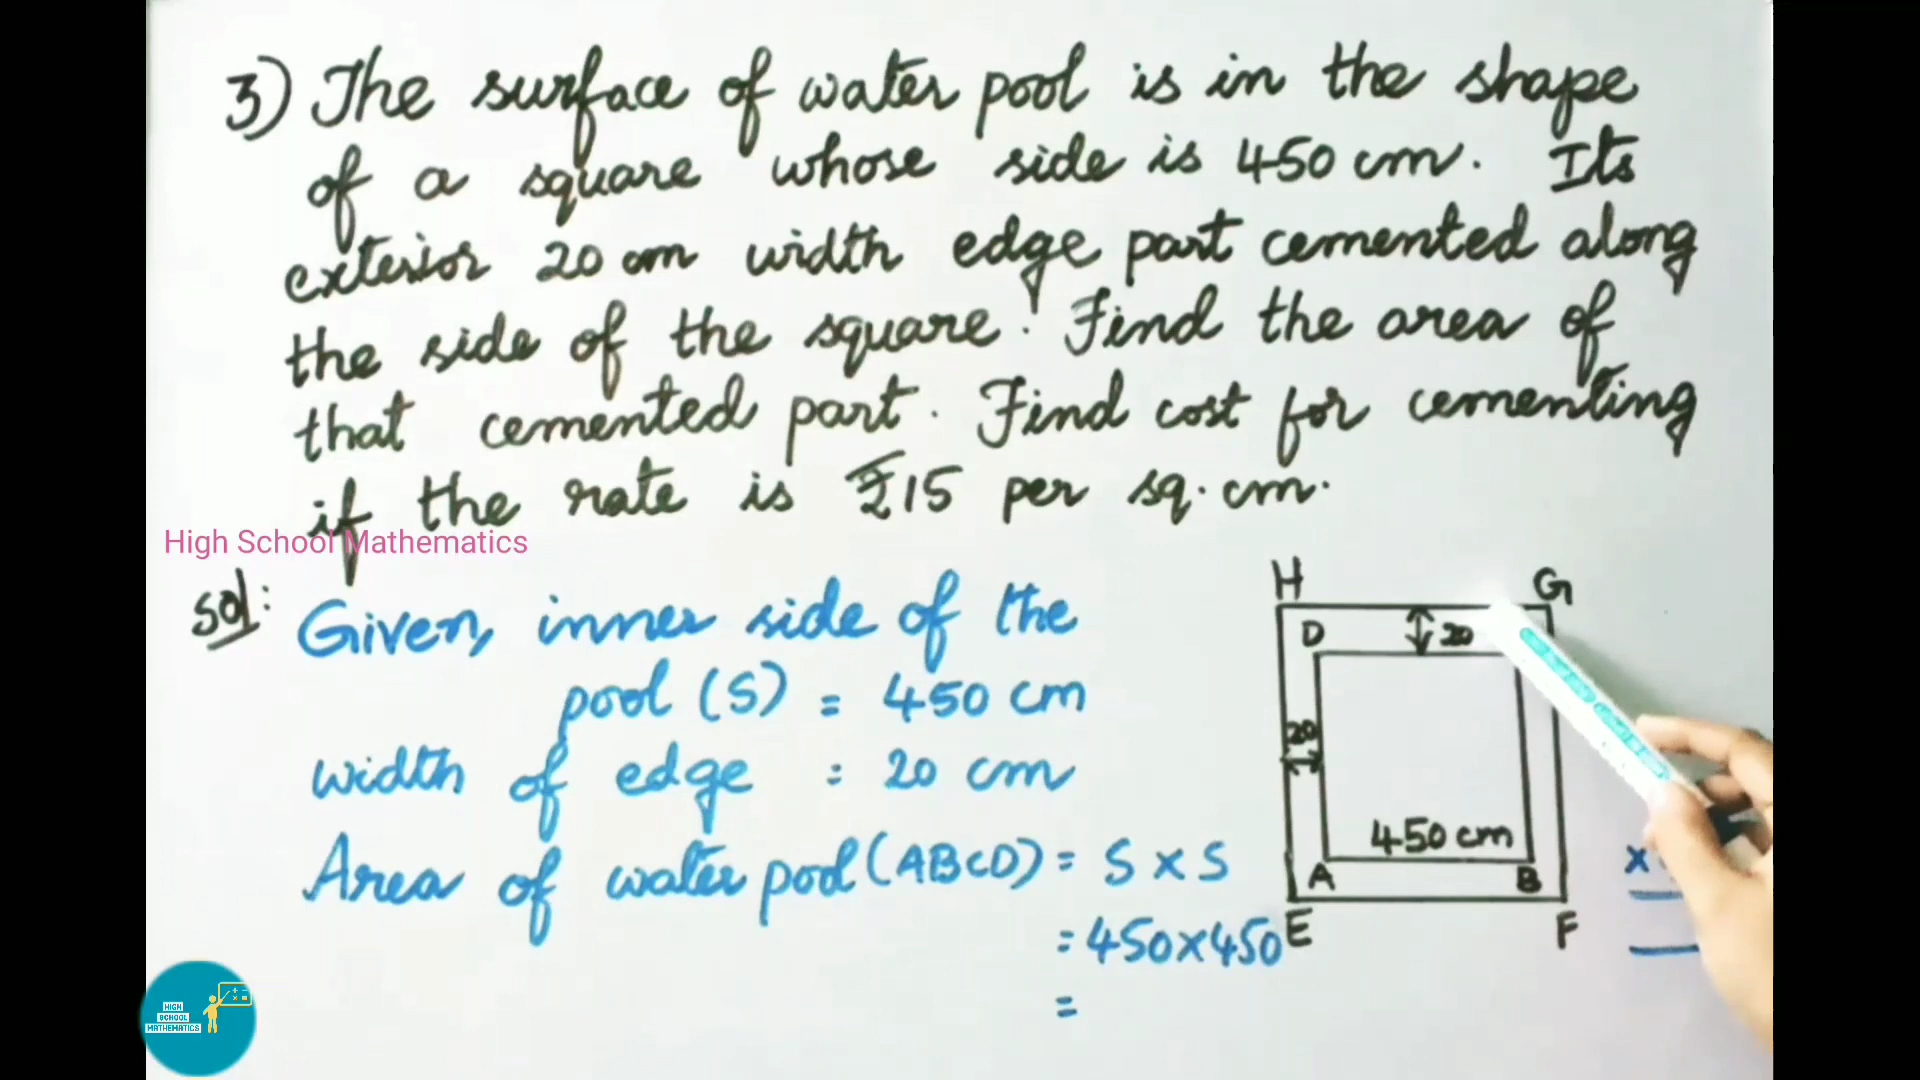 3) The surface of water pool is in the shape
of a square whose side is 450 cm. Its
exterior 20 cm width edge part cemented along
the side of the square. Find the area of
that cemented part. Find cost for cementing
if the rate is ₹15 per sq.cm.
High School Mathematics
Sol:
Given, inner side of the
pool (S) = 450 cm
width of edge = 20 cm
Area of water pool (ABCD) = S x S
= 450x450
=
H
G
D
20
20
450 cm
A
B
E
F
x
HIGH
SCHOOL
MATHEMATICS